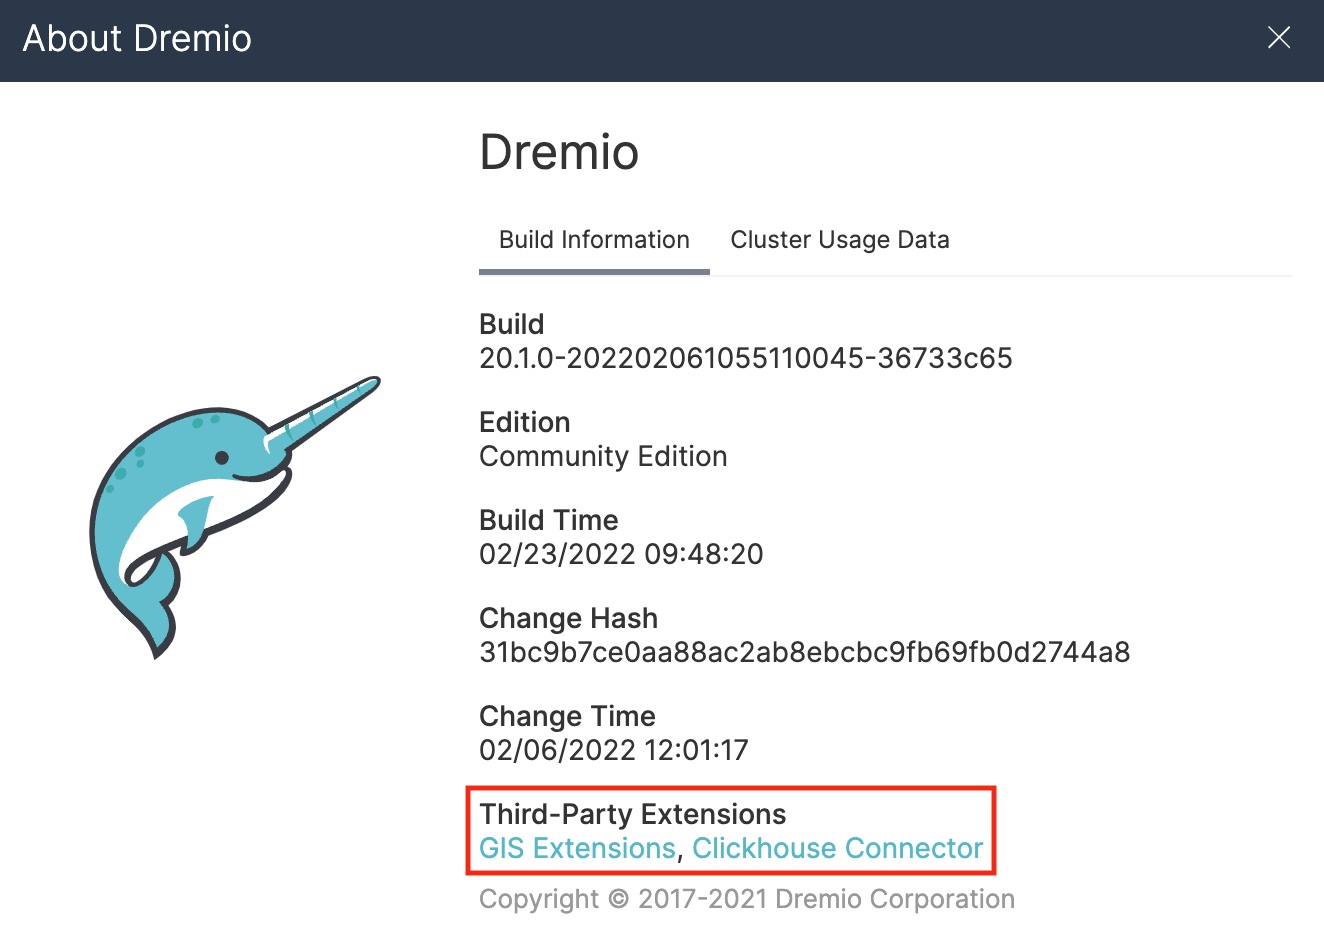 About Dremio
Dremio
Build Information Cluster Usage Data
Build
20.1.0-202202061055110045-36733c65
Edition
Community Edition
Build Time
02/23/2022 09:48:20
Change Hash
31bc9b7ce0aa88ac2ab8ebcbc9fb69fb0d2744a8
Change Time
02/06/2022 12:01:17
Third-Party Extensions
GIS Extensions, Clickhouse Connector
Copyright © 2017-2021 Dremio Corporation